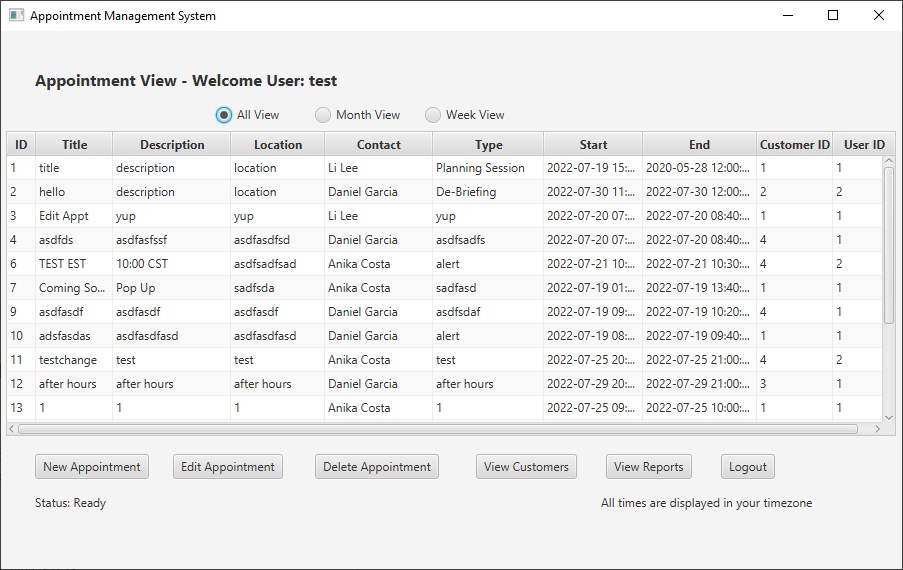 Appointment Management System
Appointment View - Welcome User: test
All View Month View Week View
ID Title Description Location Contact Type Start End Customer ID User ID
1 title description location Li Lee Planning Session 2022-07-19 15:... 2020-05-28 12:00:... 1 1
2 hello description location Daniel Garcia De-Briefing 2022-07-30 11:... 2022-07-30 12:00:... 2 2
3 Edit Appt yup yup Li Lee yup 2022-07-20 07:... 2022-07-20 08:40:... 1 1
4 asdfds asdfasfssf asdfasdfsd Daniel Garcia asdfsadfs 2022-07-20 07:... 2022-07-20 08:40:... 4 1
6 TEST EST 10:00 CST asdfsadfsad Anika Costa alert 2022-07-21 10:... 2022-07-21 10:30:... 4 2
7 Coming So... Pop Up sadfsda Anika Costa sadfasd 2022-07-19 01:... 2022-07-19 13:40:... 1 1
9 asdfasdf asdfasdf asdfasdf Daniel Garcia asdfsdaf 2022-07-19 09:... 2022-07-19 10:20:... 4 1
10 adsfasdas asdfasdfasd asdfasdfasd Daniel Garcia alert 2022-07-19 08:... 2022-07-19 09:40:... 1 1
11 testchange test test Anika Costa test 2022-07-25 20:... 2022-07-25 21:00:... 4 2
12 after hours after hours after hours Daniel Garcia after hours 2022-07-29 20:... 2022-07-29 21:00:... 3 1
13 1 1 1 Anika Costa 1 2022-07-25 09:... 2022-07-25 10:00:... 1 1
New Appointment Edit Appointment Delete Appointment View Customers View Reports Logout
Status: Ready All times are displayed in your timezone